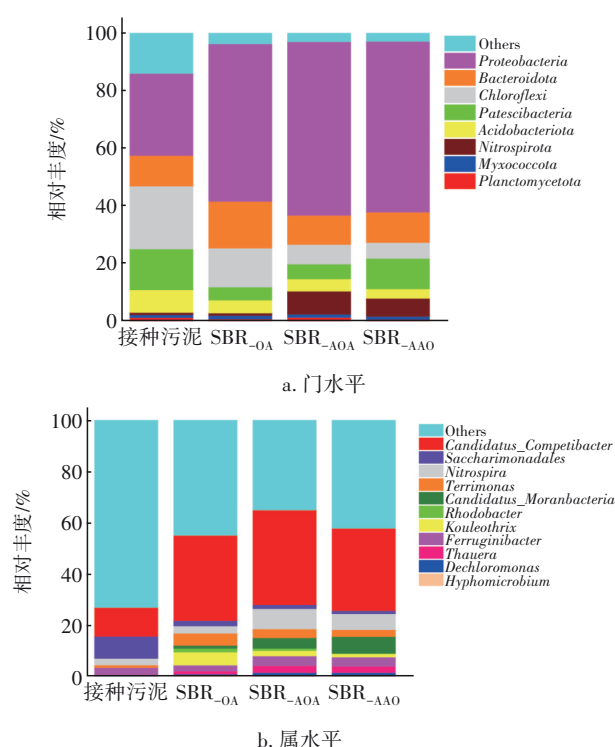 100
80
60
40
20
0
相对丰度/%
接种污泥 SBR-OA SBR-AOA SBR-AAO
Others
Proteobacteria
Bacteroidota
Chloroflexi
Patescibacteria
Acidobacteriota
Nitrospirota
Myxococcota
Planctomycetota
a. 门水平
100
80
60
40
20
0
相对丰度/%
接种污泥 SBR-OA SBR-AOA SBR-AAO
Others
Candidatus_Competibacter
Saccharimonadales
Nitrospira
Terrimonas
Candidatus_Moranbacteria
Rhodobacter
Kouleothrix
Ferruginibacter
Thauera
Dechloromonas
Hyphomicrobium
b. 属水平